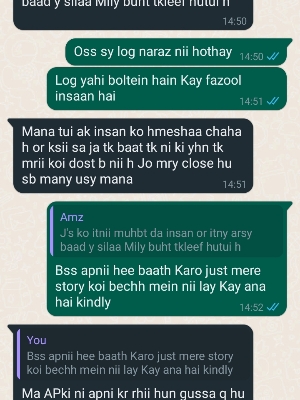 baad y silaa Mily buht tkleef hutui h
14:50
Oss sy log naraz nii hothay
14:50
Log yahi boltein hain Kay fazool
insaan hai
14:51
Mana tui ak insan ko hmeshaa chaha
h or ksii sa ja tk baat tk ni ki yhn tk
mrii koi dost b nii h Jo mry close hu
sb many usy mana
14:51
Amz
J's ko itnii muhbt da insan or itny arsy
baad y silaa Mily buht tkleef hutui h
Bss apnii hee baath Karo just mere
story koi bechh mein nii lay Kay ana
hai kindly
14:52
You
Bss apnii hee baath Karo just mere story
koi bechh mein nii lay Kay ana hai kindly
Ma APki ni apni kr rhii hun gussa q hu